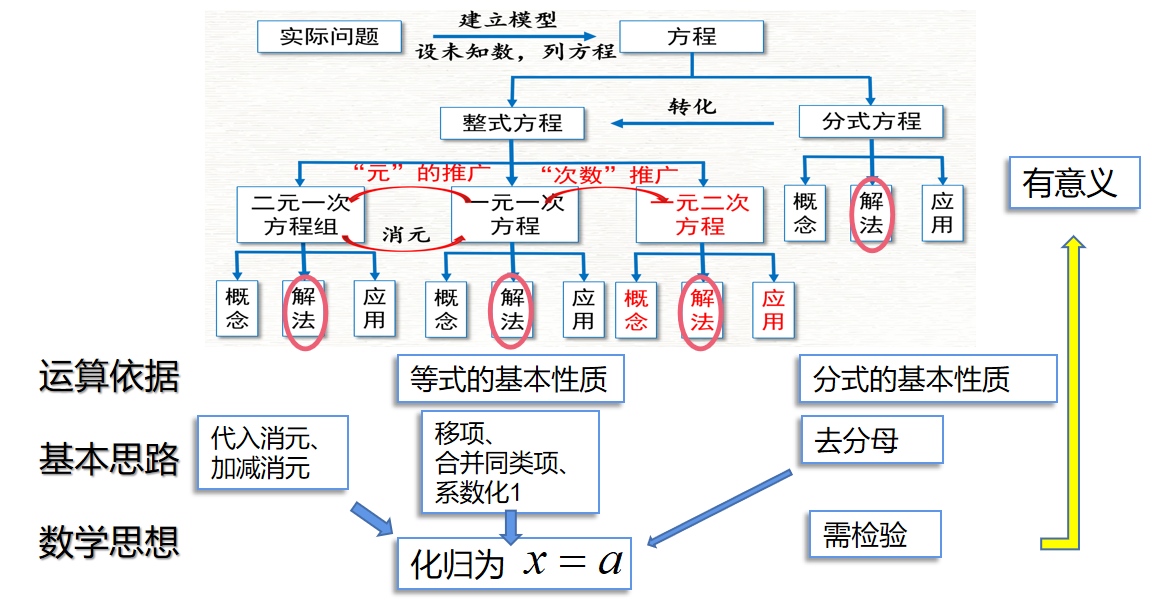 实际问题
建立模型
设未知数，列方程
方程
整式方程
转化
分式方程
“元”的推广
“次数”推广
二元一次
方程组
消元
一元一次
方程
一元二次
方程
概念
解法
应用
有意义
概念
解法
应用
概念
解法
应用
概念
解法
应用
运算依据
等式的基本性质
分式的基本性质
基本思路
代入消元、
加减消元
移项、
合并同类项、
系数化1
去分母
数学思想
化归为 x = a
需检验